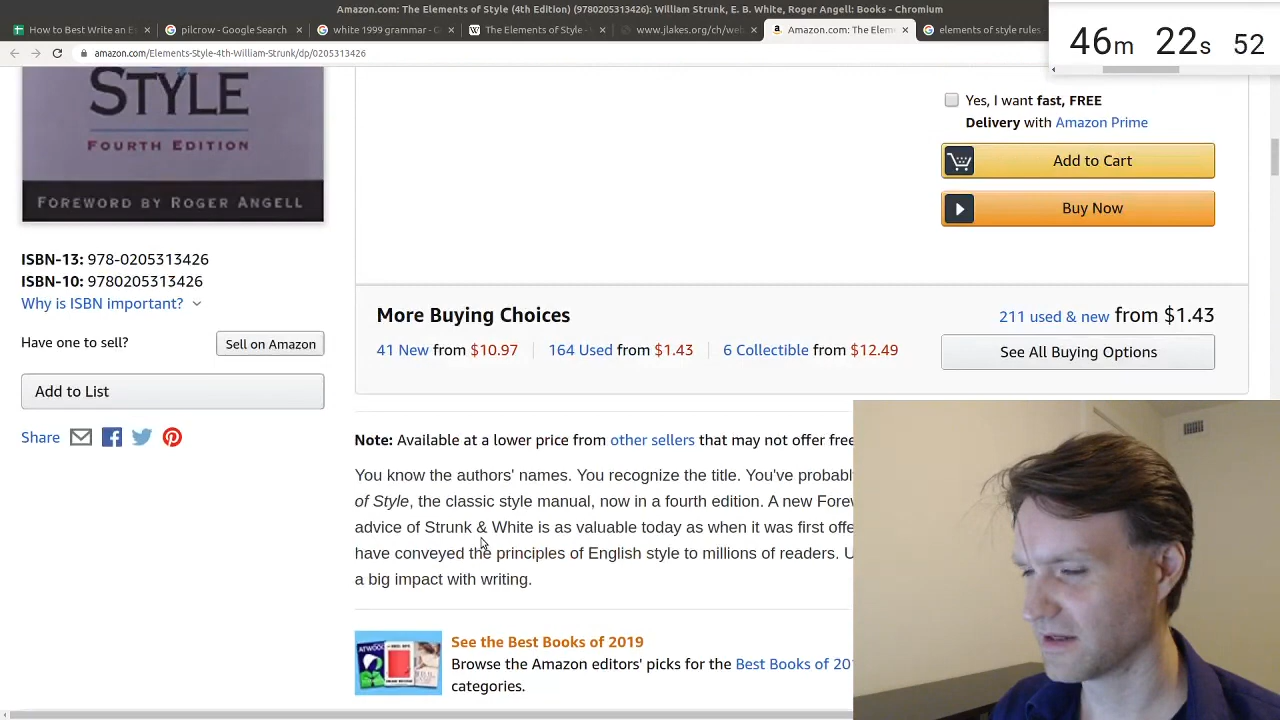 Amazon.com: The Elements of Style (4th Edition) (9780205313426): William Strunk, E. B. White, Roger Angell: Books - Chromium
How to Best Write an E
pilcrow - Google Search
white 1999 grammar - G
The Elements of Style -
www.jlakes.org/ch/web
Amazon.com: The Elem
elements of style rules
46m 22s 52
amazon.com/Elements-Style-4th-William-Strunk/dp/0205313426
STYLE
FOURTH EDITION
FOREWORD BY ROGER ANGELL
Yes, I want fast, FREE
Delivery with Amazon Prime
Add to Cart
Buy Now
ISBN-13: 978-0205313426
ISBN-10: 9780205313426
Why is ISBN important?
Have one to sell?
Sell on Amazon
Add to List
Share
More Buying Choices
211 used & new from $1.43
41 New from $10.97
164 Used from $1.43
6 Collectible from $12.49
See All Buying Options
Note: Available at a lower price from other sellers that may not offer free
You know the authors' names. You recognize the title. You've probabl
of Style, the classic style manual, now in a fourth edition. A new Forew
advice of Strunk & White is as valuable today as when it was first offe
have conveyed the principles of English style to millions of readers. U
a big impact with writing.
See the Best Books of 2019
Browse the Amazon editors' picks for the Best Books of 20
categories.
ATWOOD